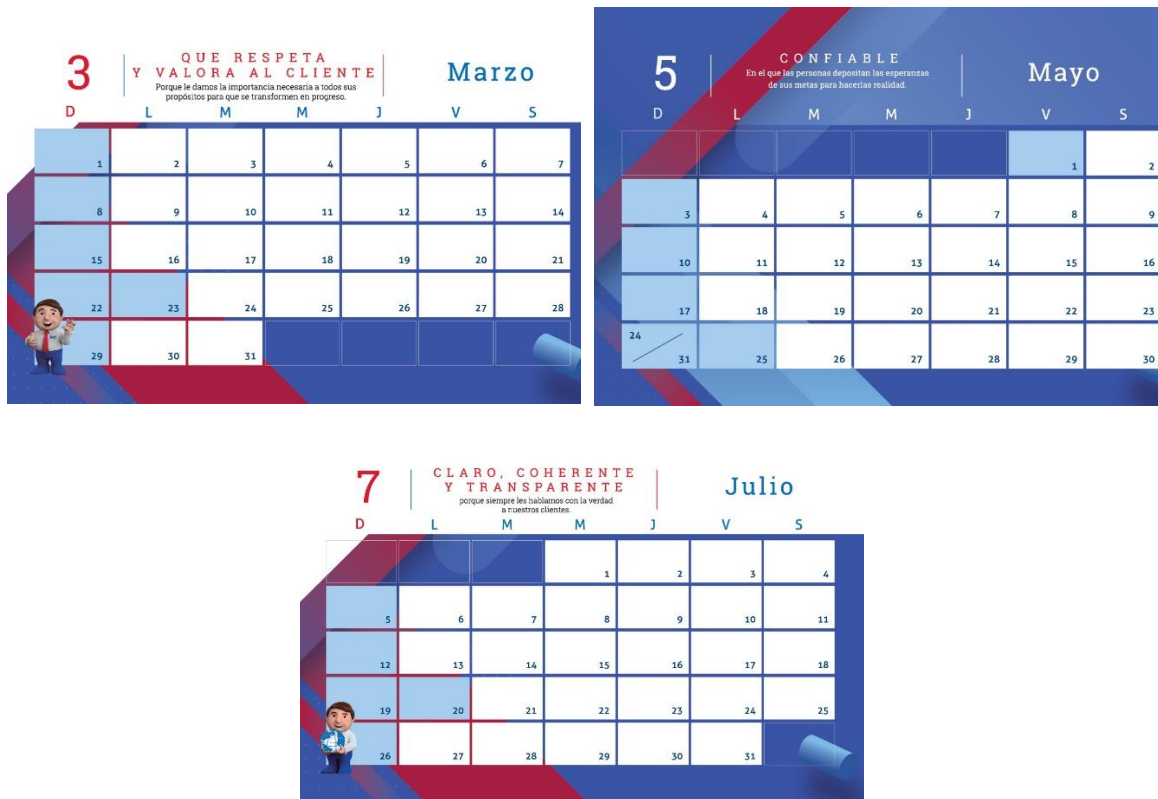 3
QUE RESPETA
Y VALORA AL CLIENTE
Porque le damos la importancia necesaria a todos sus
propósitos para que se transformen en progreso.
Marzo
D L M M J V S
1 2 3 4 5 6 7
8 9 10 11 12 13 14
15 16 17 18 19 20 21
22 23 24 25 26 27 28
29 30 31
5
CONFIABLE
En el que las personas depositan las esperanzas
de sus metas para hacerlas realidad.
Mayo
D L M M J V S
1 2
3 4 5 6 7 8 9
10 11 12 13 14 15 16
17 18 19 20 21 22 23
24
31 25 26 27 28 29 30
7
CLARO, COHERENTE
Y TRANSPARENTE
porque siempre les hablamos con la verdad
a nuestros clientes.
Julio
D L M M J V S
1 2 3 4
5 6 7 8 9 10 11
12 13 14 15 16 17 18
19 20 21 22 23 24 25
26 27 28 29 30 31